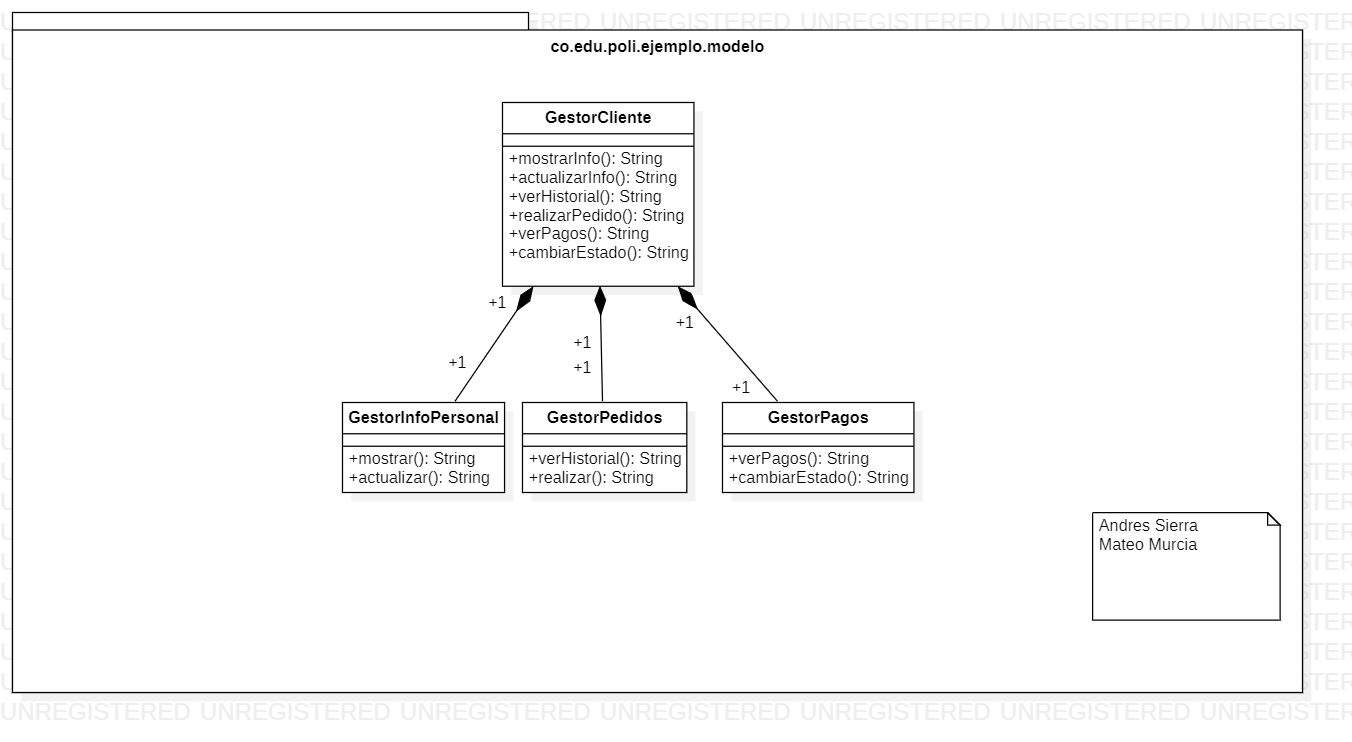 co.edu.poli.ejemplo.modelo
GestorCliente
+mostrarInfo(): String
+actualizarInfo(): String
+verHistorial(): String
+realizarPedido(): String
+verPagos(): String
+cambiarEstado(): String
+1
+1
+1
+1
+1
+1
GestorInfoPersonal
+mostrar(): String
+actualizar(): String
GestorPedidos
+verHistorial(): String
+realizar(): String
GestorPagos
+verPagos(): String
+cambiarEstado(): String
Andres Sierra
Mateo Murcia
UNREGISTERED UNREGISTERED UNREGISTERED UNREGISTERED UNREGISTERED UNREGISTERED UNREGISTERED